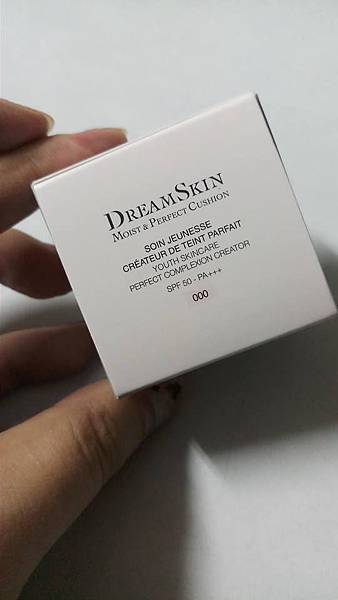 DREAMSKIN
MOIST & PERFECT CUSHION
SOIN JEUNESSE
CRÉATEUR DE TEINT PARFAIT
YOUTH SKINCARE
PERFECT COMPLEXION CREATOR
SPF 50 - PA+++
000